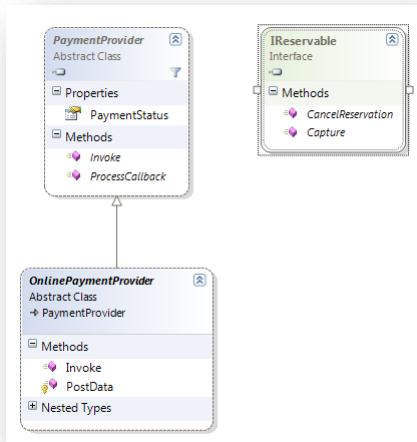 PaymentProvider
Abstract Class
Properties
PaymentStatus
Methods
Invoke
ProcessCallback
IReservable
Interface
Methods
CancelReservation
Capture
OnlinePaymentProvider
Abstract Class
PaymentProvider
Methods
Invoke
PostData
Nested Types